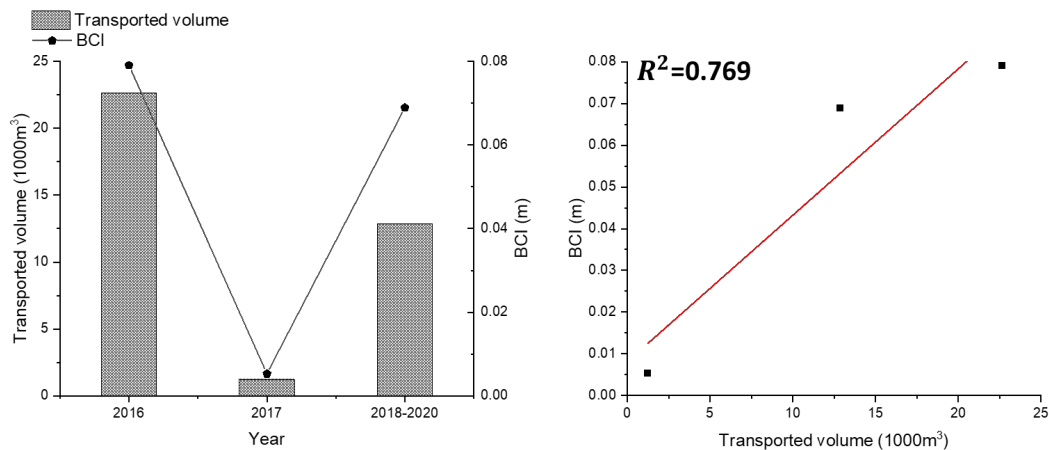 Transported volume
BCI
25
20
15
10
5
0
Transported volume (1000m³)
0.08
0.06
0.04
0.02
0.00
BCI (m)
2016 2017 2018-2020
Year
R²=0.769
0.08
0.07
0.06
0.05
0.04
0.03
0.02
0.01
0.00
BCI (m)
0 5 10 15 20 25
Transported volume (1000m³)